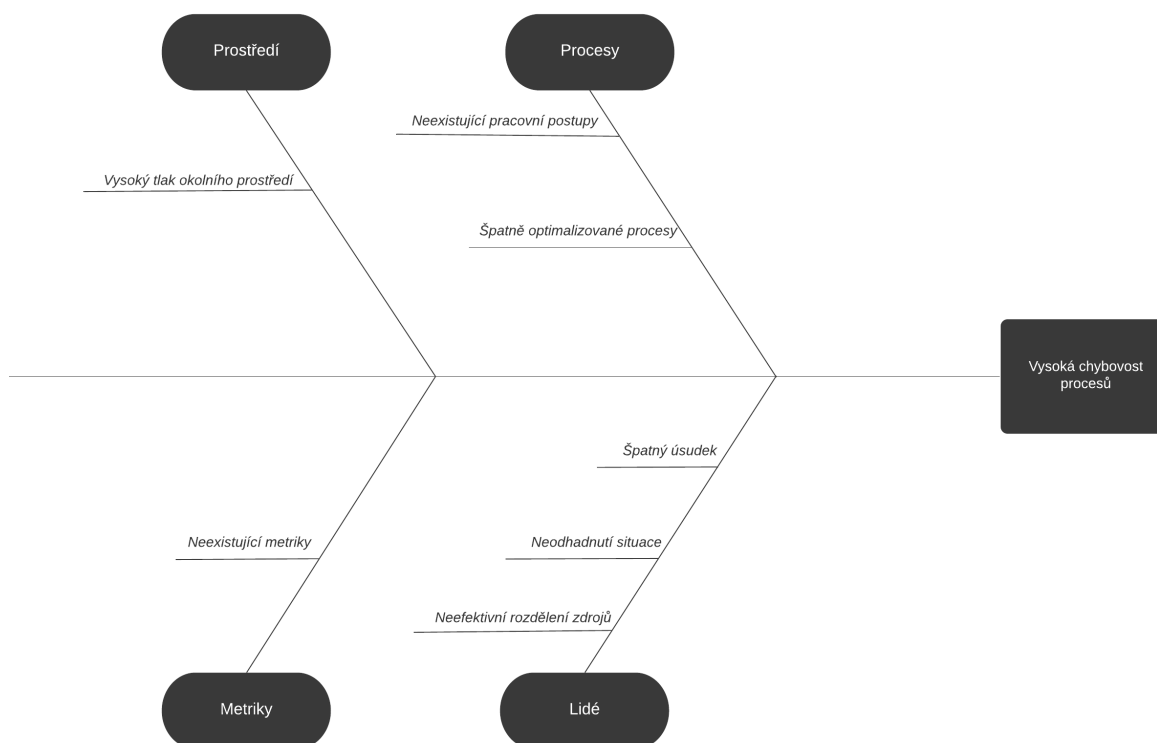 Prostředí
Procesy
Neexistující pracovní postupy
Vysoký tlak okolního prostředí
Špatně optimalizované procesy
Vysoká chybovost
procesů
Špatný úsudek
Neexistující metriky
Neodhadnutí situace
Neefektivní rozdělení zdrojů
Metriky
Lidé